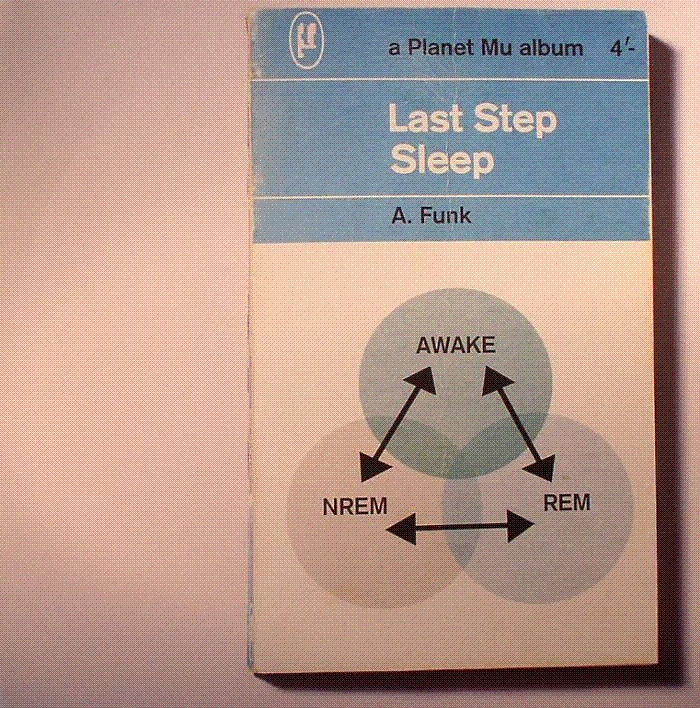 µ
a Planet Mu album 4'-
Last Step
Sleep
A. Funk
AWAKE
NREM
REM